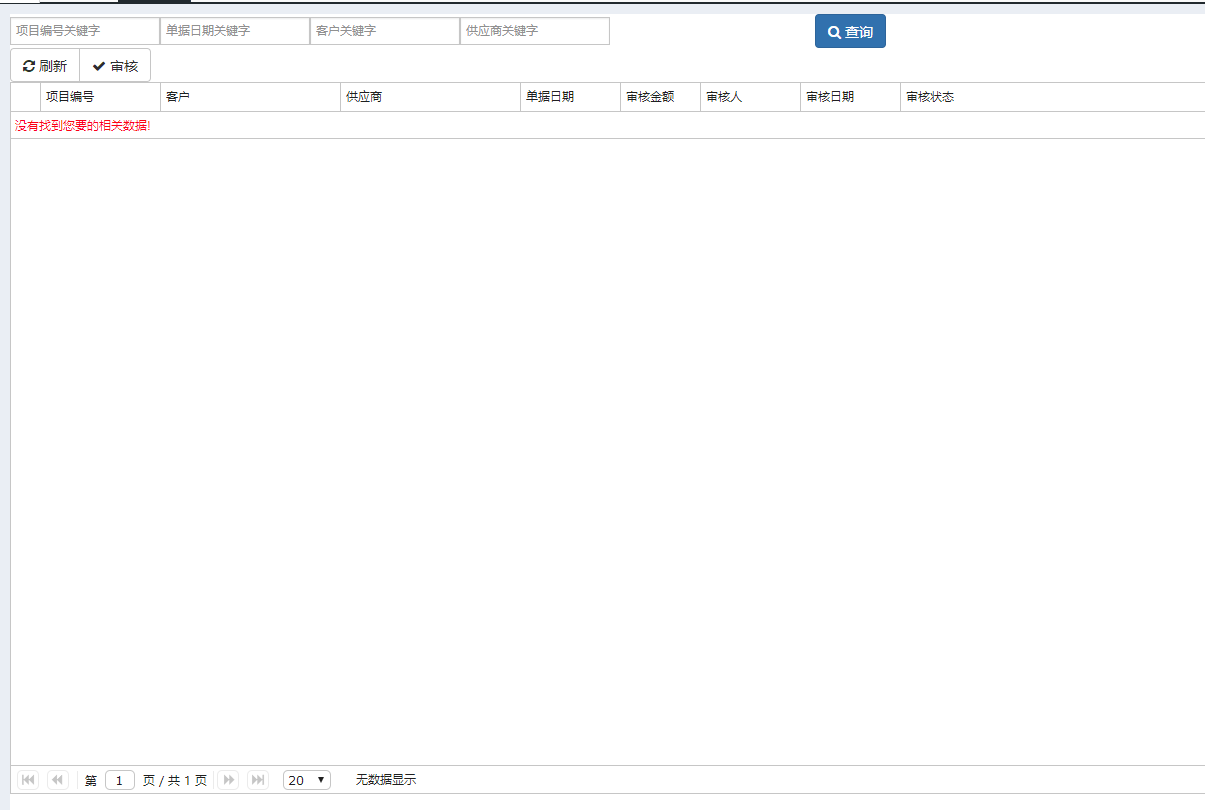 项目编号关键字 单据日期关键字 客户关键字 供应商关键字 查询
刷新 审核
项目编号 客户 供应商 单据日期 审核金额 审核人 审核日期 审核状态
没有找到您要的相关数据!
第 1 页 / 共 1 页 20 无数据显示